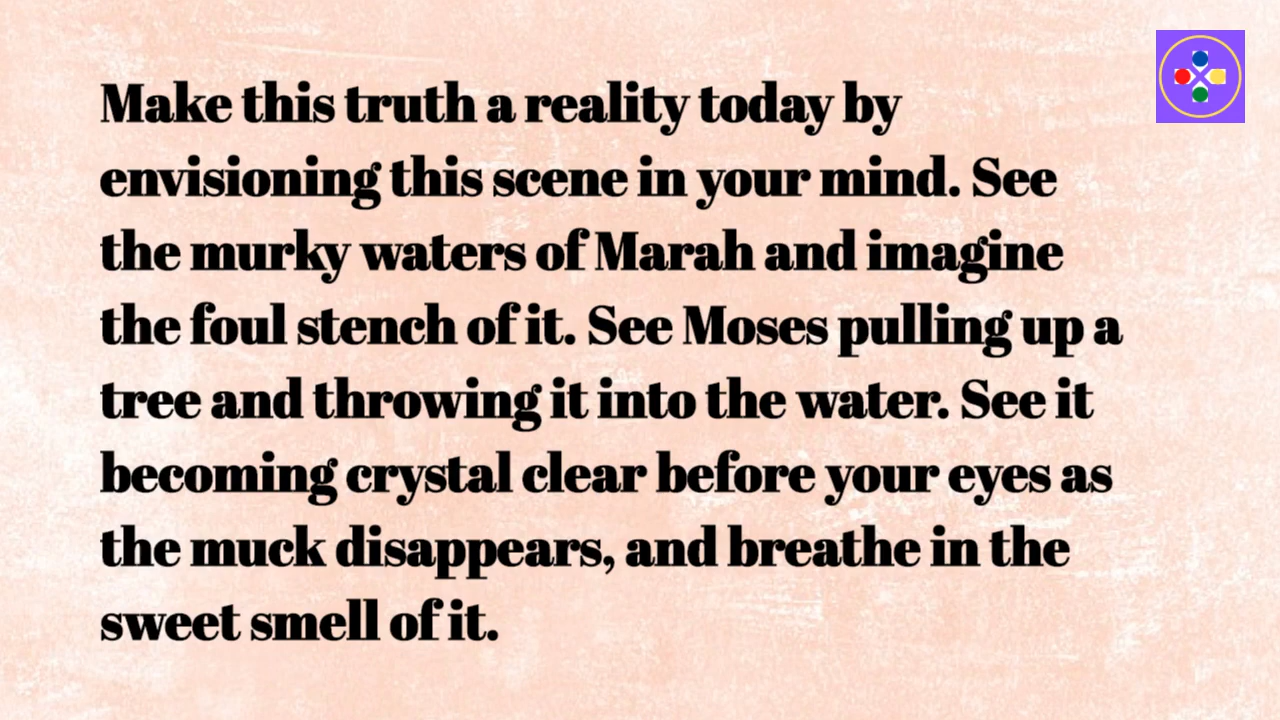 Make this truth a reality today by
envisioning this scene in your mind. See
the murky waters of Marah and imagine
the foul stench of it. See Moses pulling up a
tree and throwing it into the water. See it
becoming crystal clear before your eyes as
the muck disappears, and breathe in the
sweet smell of it.